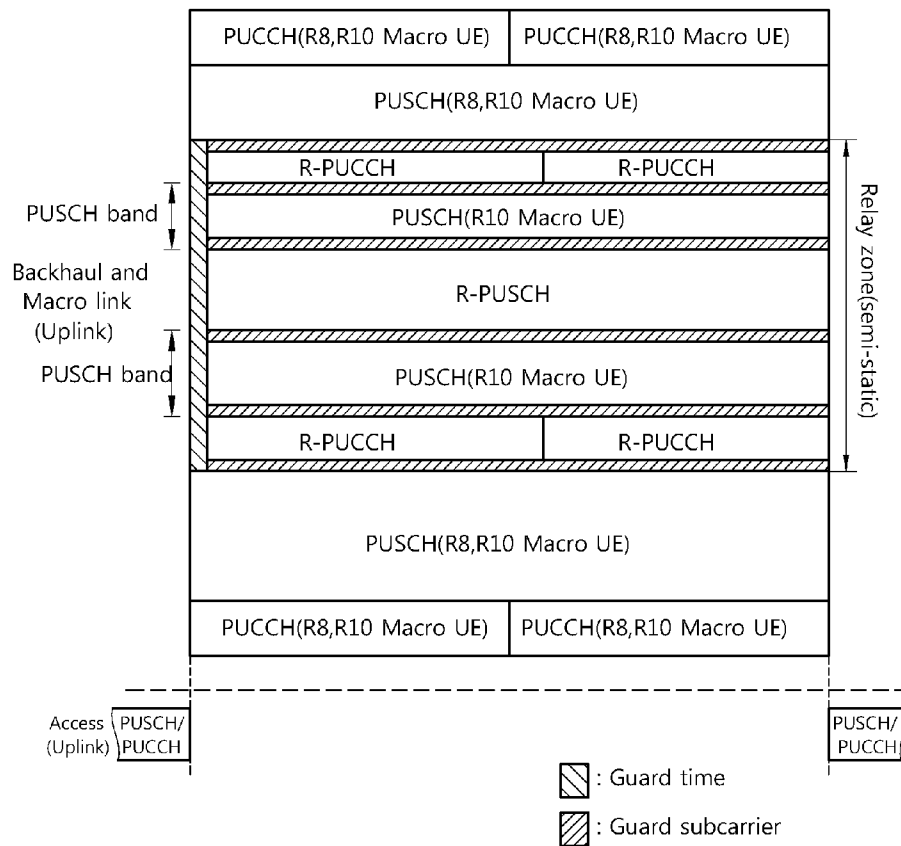 PUCCH(R8,R10 Macro UE) PUCCH(R8,R10 Macro UE)
PUSCH(R8,R10 Macro UE)
R-PUCCH R-PUCCH
PUSCH band
PUSCH(R10 Macro UE)
Backhaul and
Macro link
(Uplink)
R-PUSCH
Relay zone(semi-static)
PUSCH band
PUSCH(R10 Macro UE)
R-PUCCH R-PUCCH
PUSCH(R8,R10 Macro UE)
PUCCH(R8,R10 Macro UE) PUCCH(R8,R10 Macro UE)
Access
(Uplink)
PUSCH/
PUCCH
PUSCH/
PUCCH
: Guard time
: Guard subcarrier